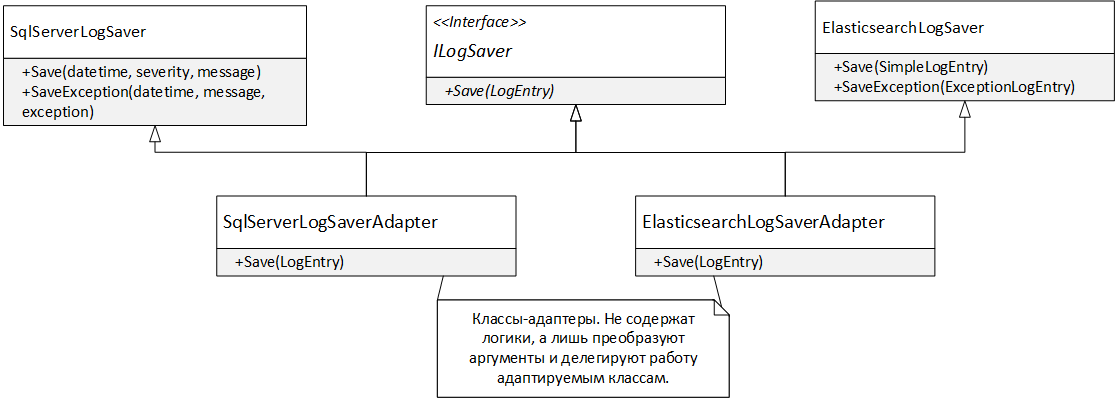 SqlServerLogSaver
+Save(datetime, severity, message)
+SaveException(datetime, message,
exception)
<<Interface>>
ILogSaver
+Save(LogEntry)
ElasticsearchLogSaver
+Save(SimpleLogEntry)
+SaveException(ExceptionLogEntry)
SqlServerLogSaverAdapter
+Save(LogEntry)
ElasticsearchLogSaverAdapter
+Save(LogEntry)
Классы-адаптеры. Не содержат
логики, а лишь преобразуют
аргументы и делегируют работу
адаптируемым классам.